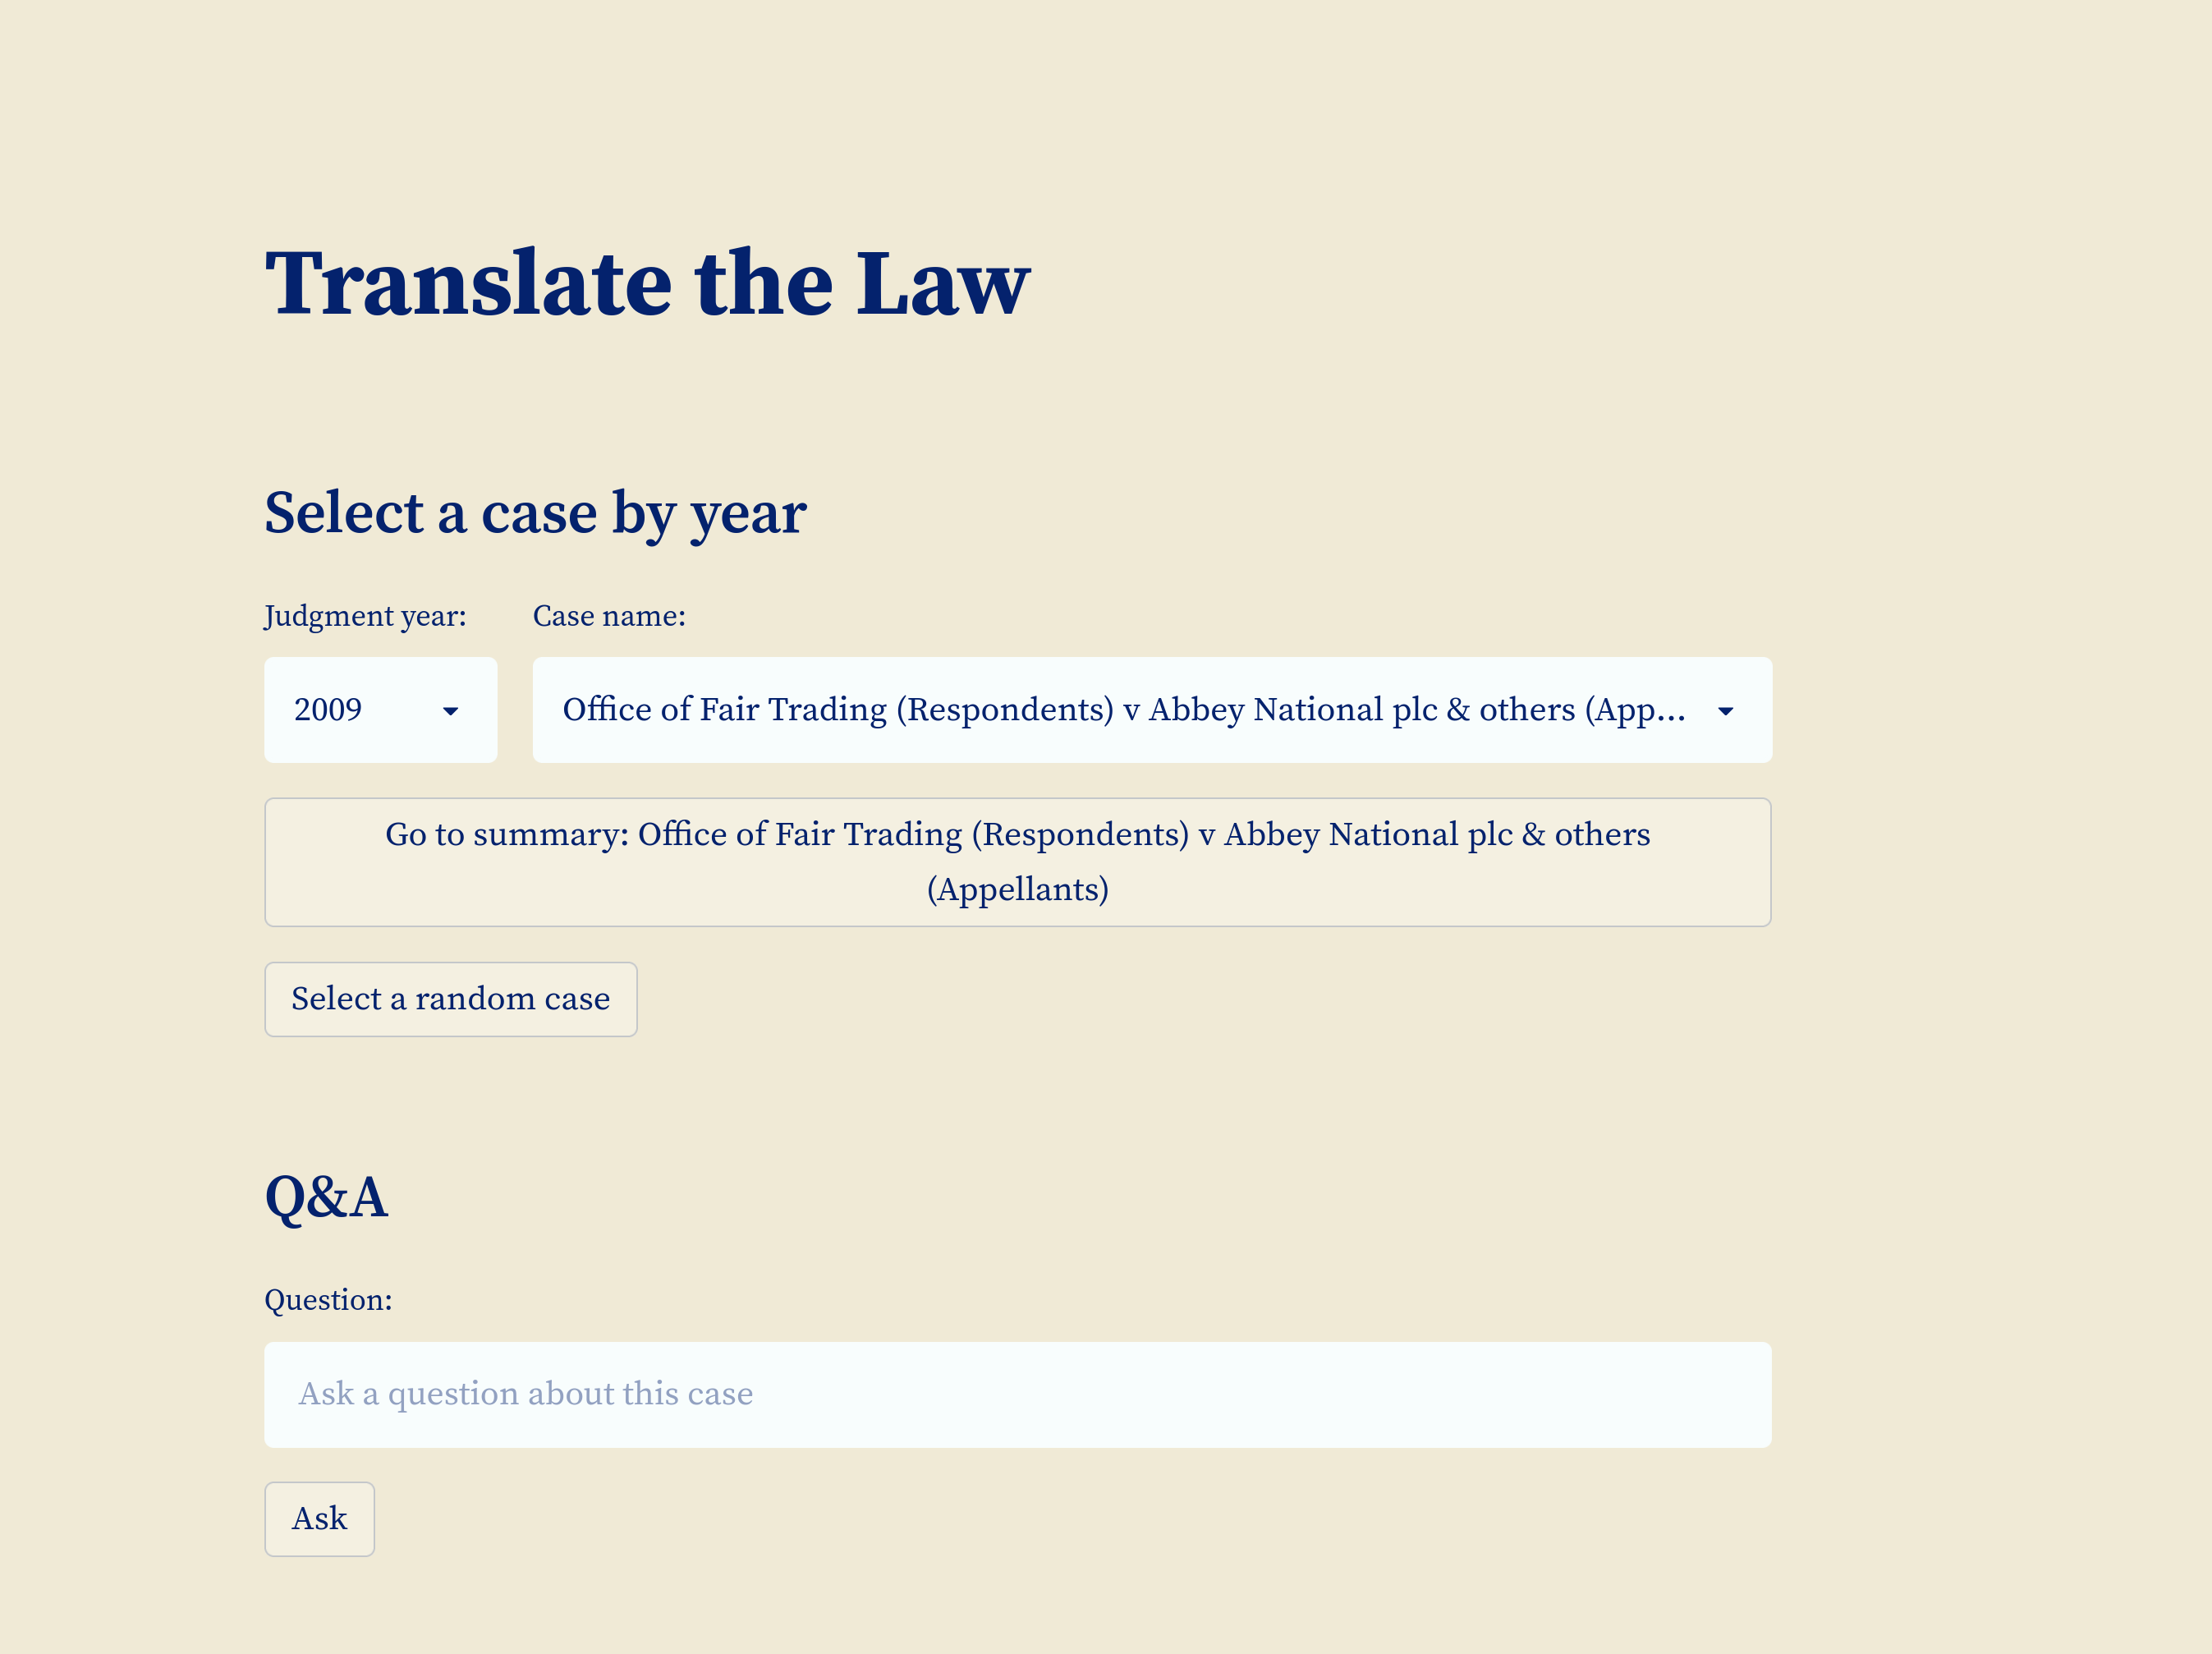 Translate the Law
Select a case by year
Judgment year:
Case name:
2009
Office of Fair Trading (Respondents) v Abbey National plc & others (App...
Go to summary: Office of Fair Trading (Respondents) v Abbey National plc & others
(Appellants)
Select a random case
Q&A
Question:
Ask a question about this case
Ask